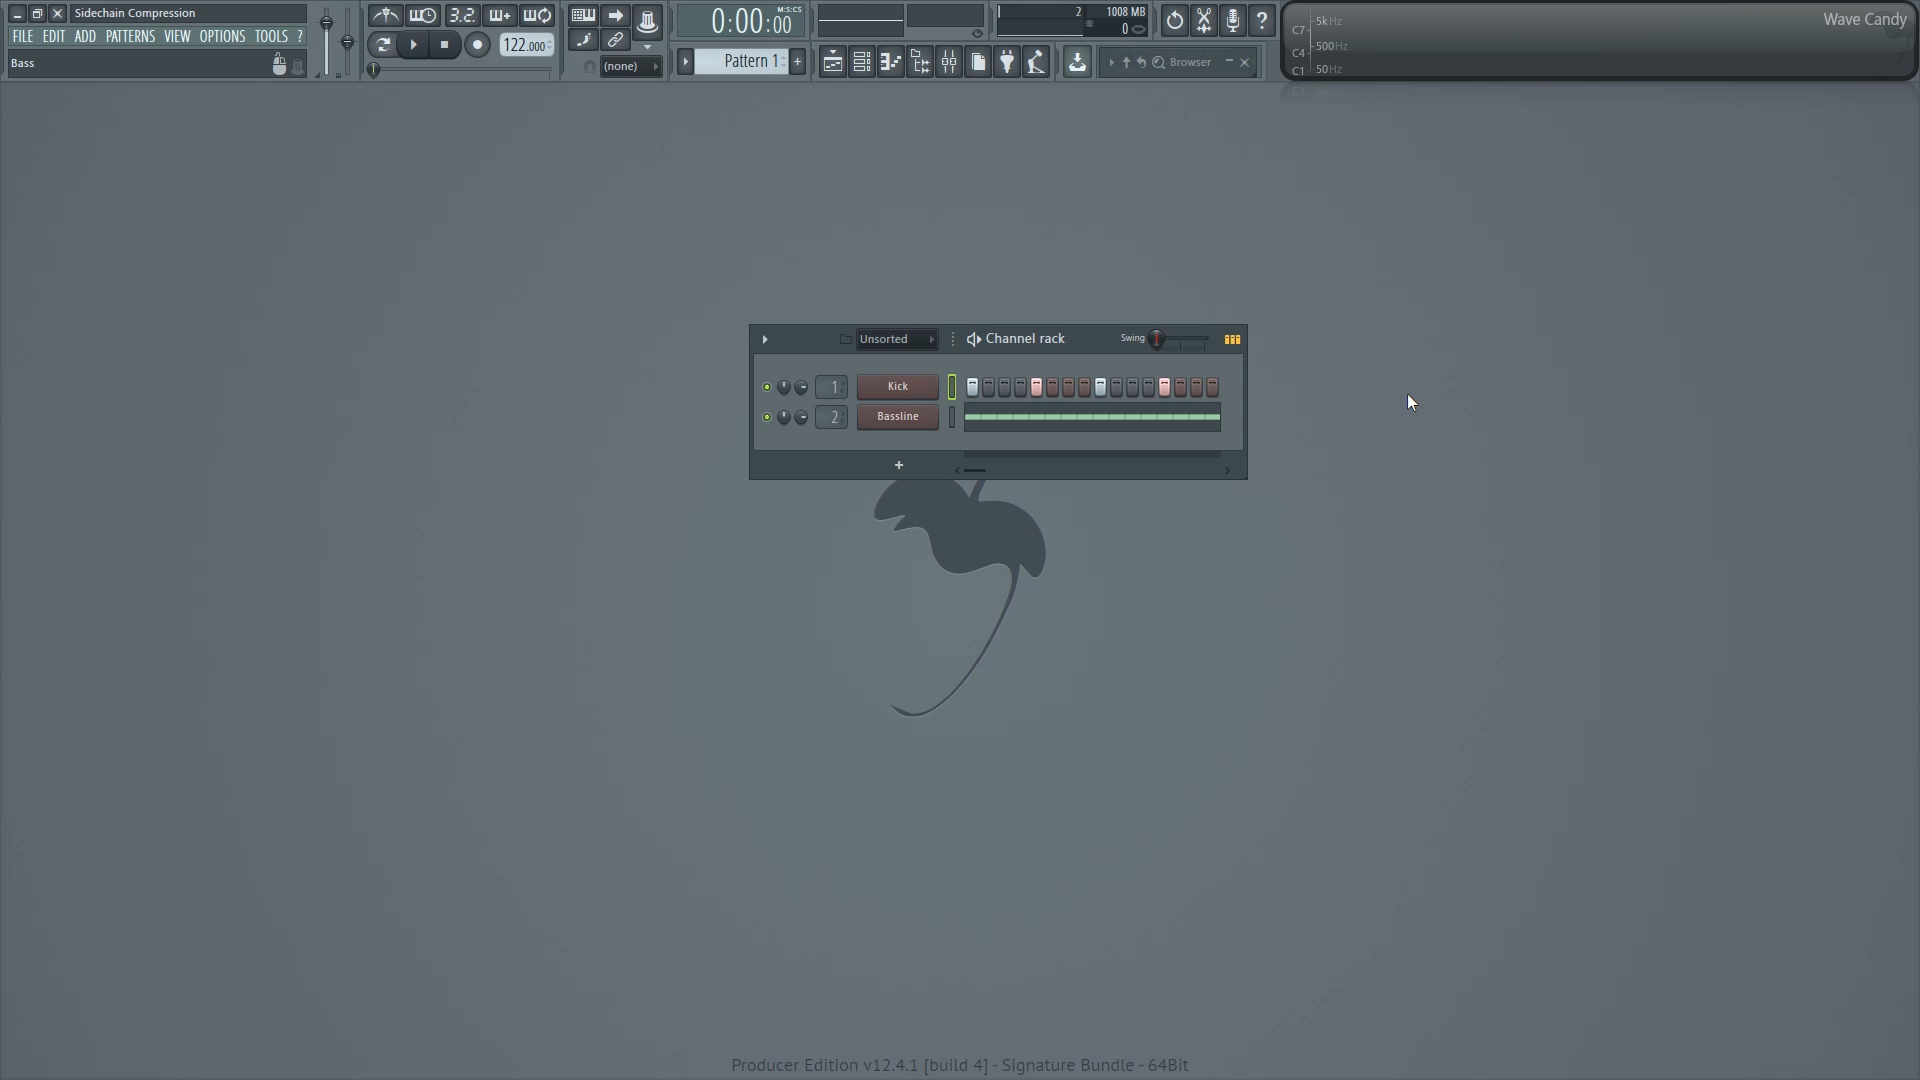 Sidechain Compression
FILE EDIT ADD PATTERNS VIEW OPTIONS TOOLS ?
Bass
3.2.
122.000
(none)
0:00:00
M:S:CS
Pattern 1
+
2
1008 MB
0
?
Browser
Wave Candy
C7
5kHz
C4
500Hz
C1
50Hz
Unsorted
Channel rack
Swing
1
Kick
2
Bassline
+
Producer Edition v12.4.1 [build 4] - Signature Bundle - 64Bit